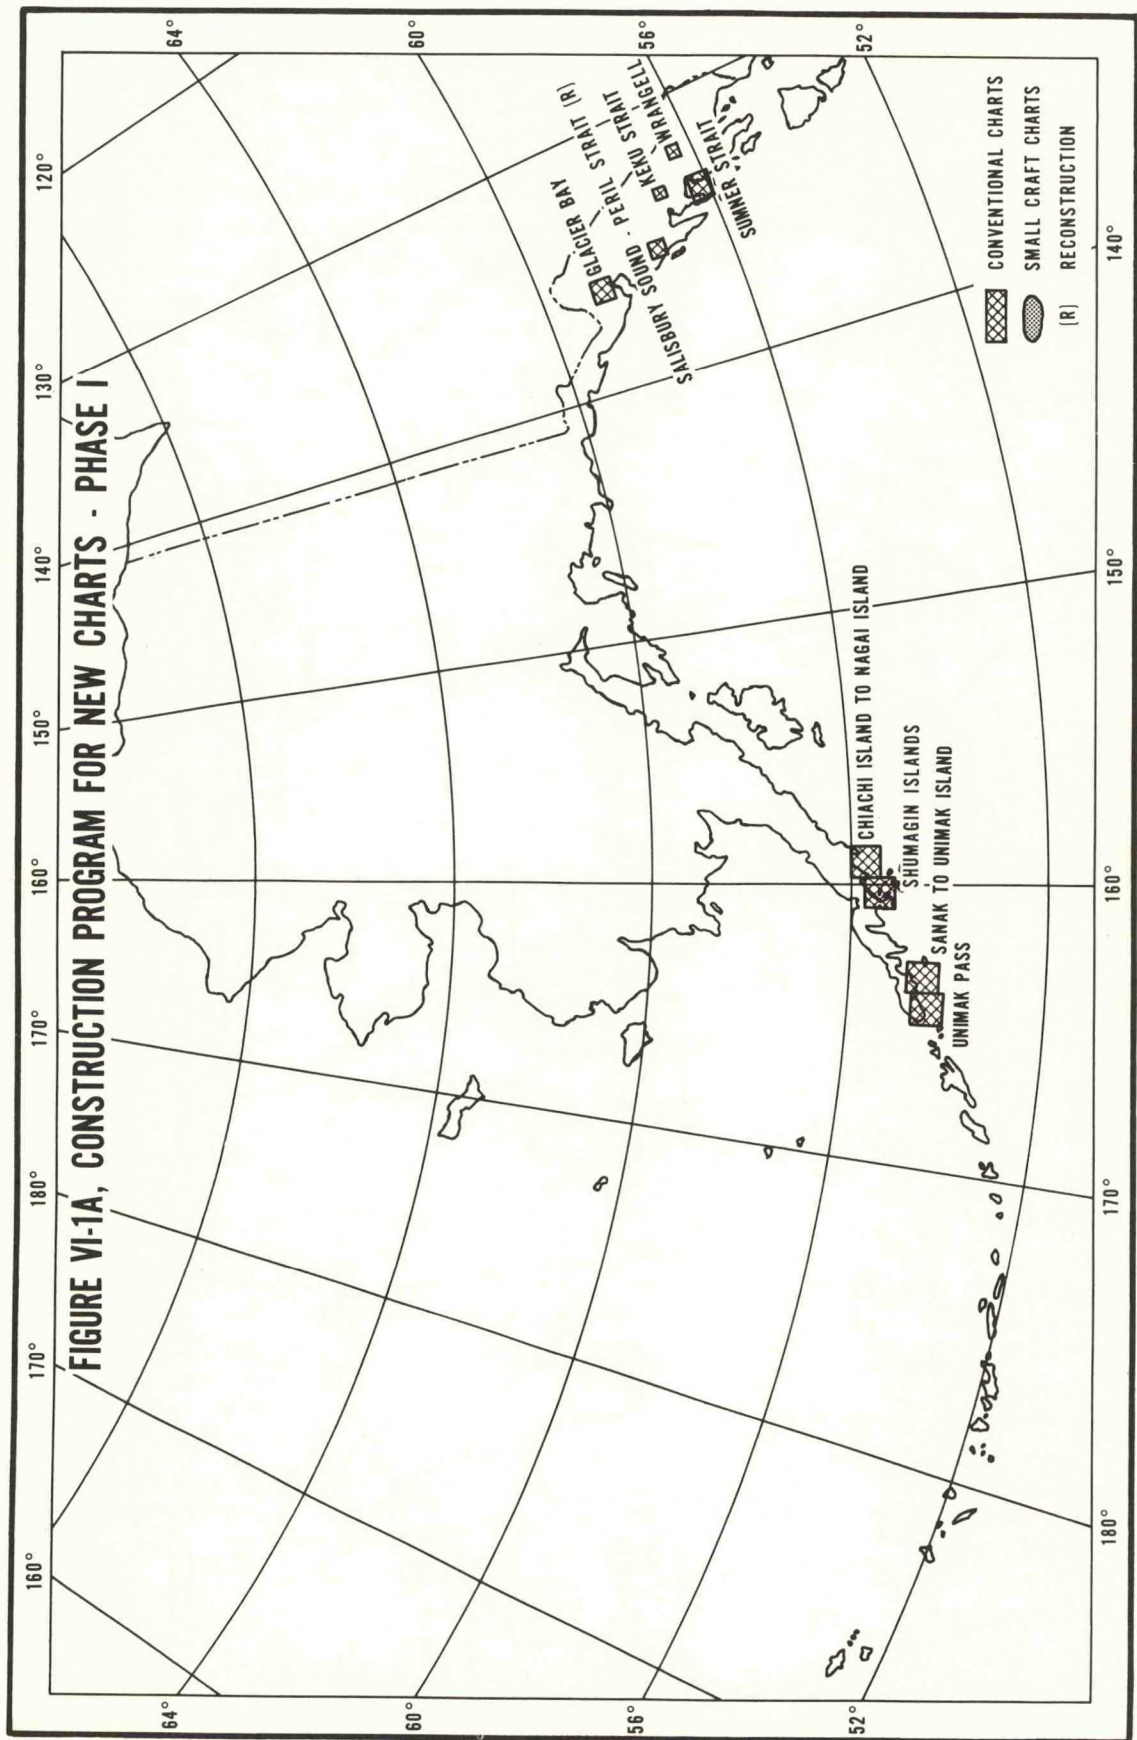 FIGURE VI-1A, CONSTRUCTION PROGRAM FOR NEW CHARTS - PHASE I
160°
170°
180°
170°
160°
150°
140°
130°
120°
64°
60°
56°
52°
64°
60°
56°
52°
180°
170°
160°
150°
140°
GLACIER BAY
SALISBURY SOUND - PERIL STRAIT (R)
KEKU STRAIT
WRANGELL
SUMNER STRAIT
CHIACHI ISLAND TO NAGAI ISLAND
SHUMAGIN ISLANDS
SANAK TO UNIMAK ISLAND
UNIMAK PASS
CONVENTIONAL CHARTS
SMALL CRAFT CHARTS
(R) RECONSTRUCTION